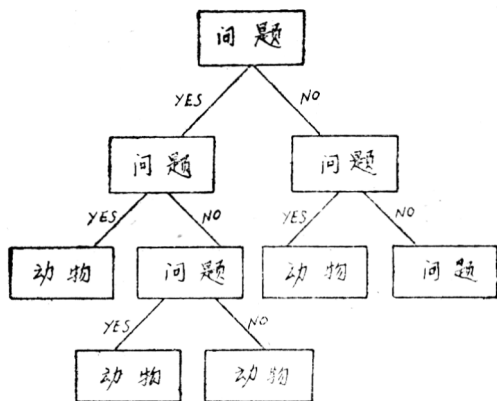 问题
YES NO
问题 问题
YES NO YES NO
动物 问题 动物 问题
YES NO
动物 动物